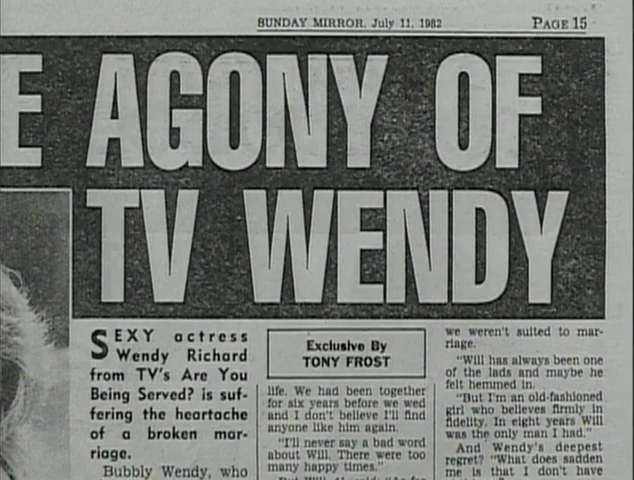 SUNDAY MIRROR, July 11, 1982 PAGE 15
E AGONY OF
TV WENDY
SEXY actress
Wendy Richard
from TV's Are You
Being Served? is suf-
fering the heartache
of a broken mar-
riage.
Bubbly Wendy, who
Exclusive By
TONY FROST
life. We had been together
for six years before we wed
and I don't believe I'll find
anyone like him again.
"I'll never say a bad word
about Will. There were too
many happy times."
we weren't suited to mar-
riage.
"Will has always been one
of the lads and maybe he
felt hemmed in.
"But I'm an old-fashioned
girl who believes firmly in
fidelity. In eight years Will
was the only man I had."
And Wendy's deepest
regret? "What does sadden
me is that I don't have